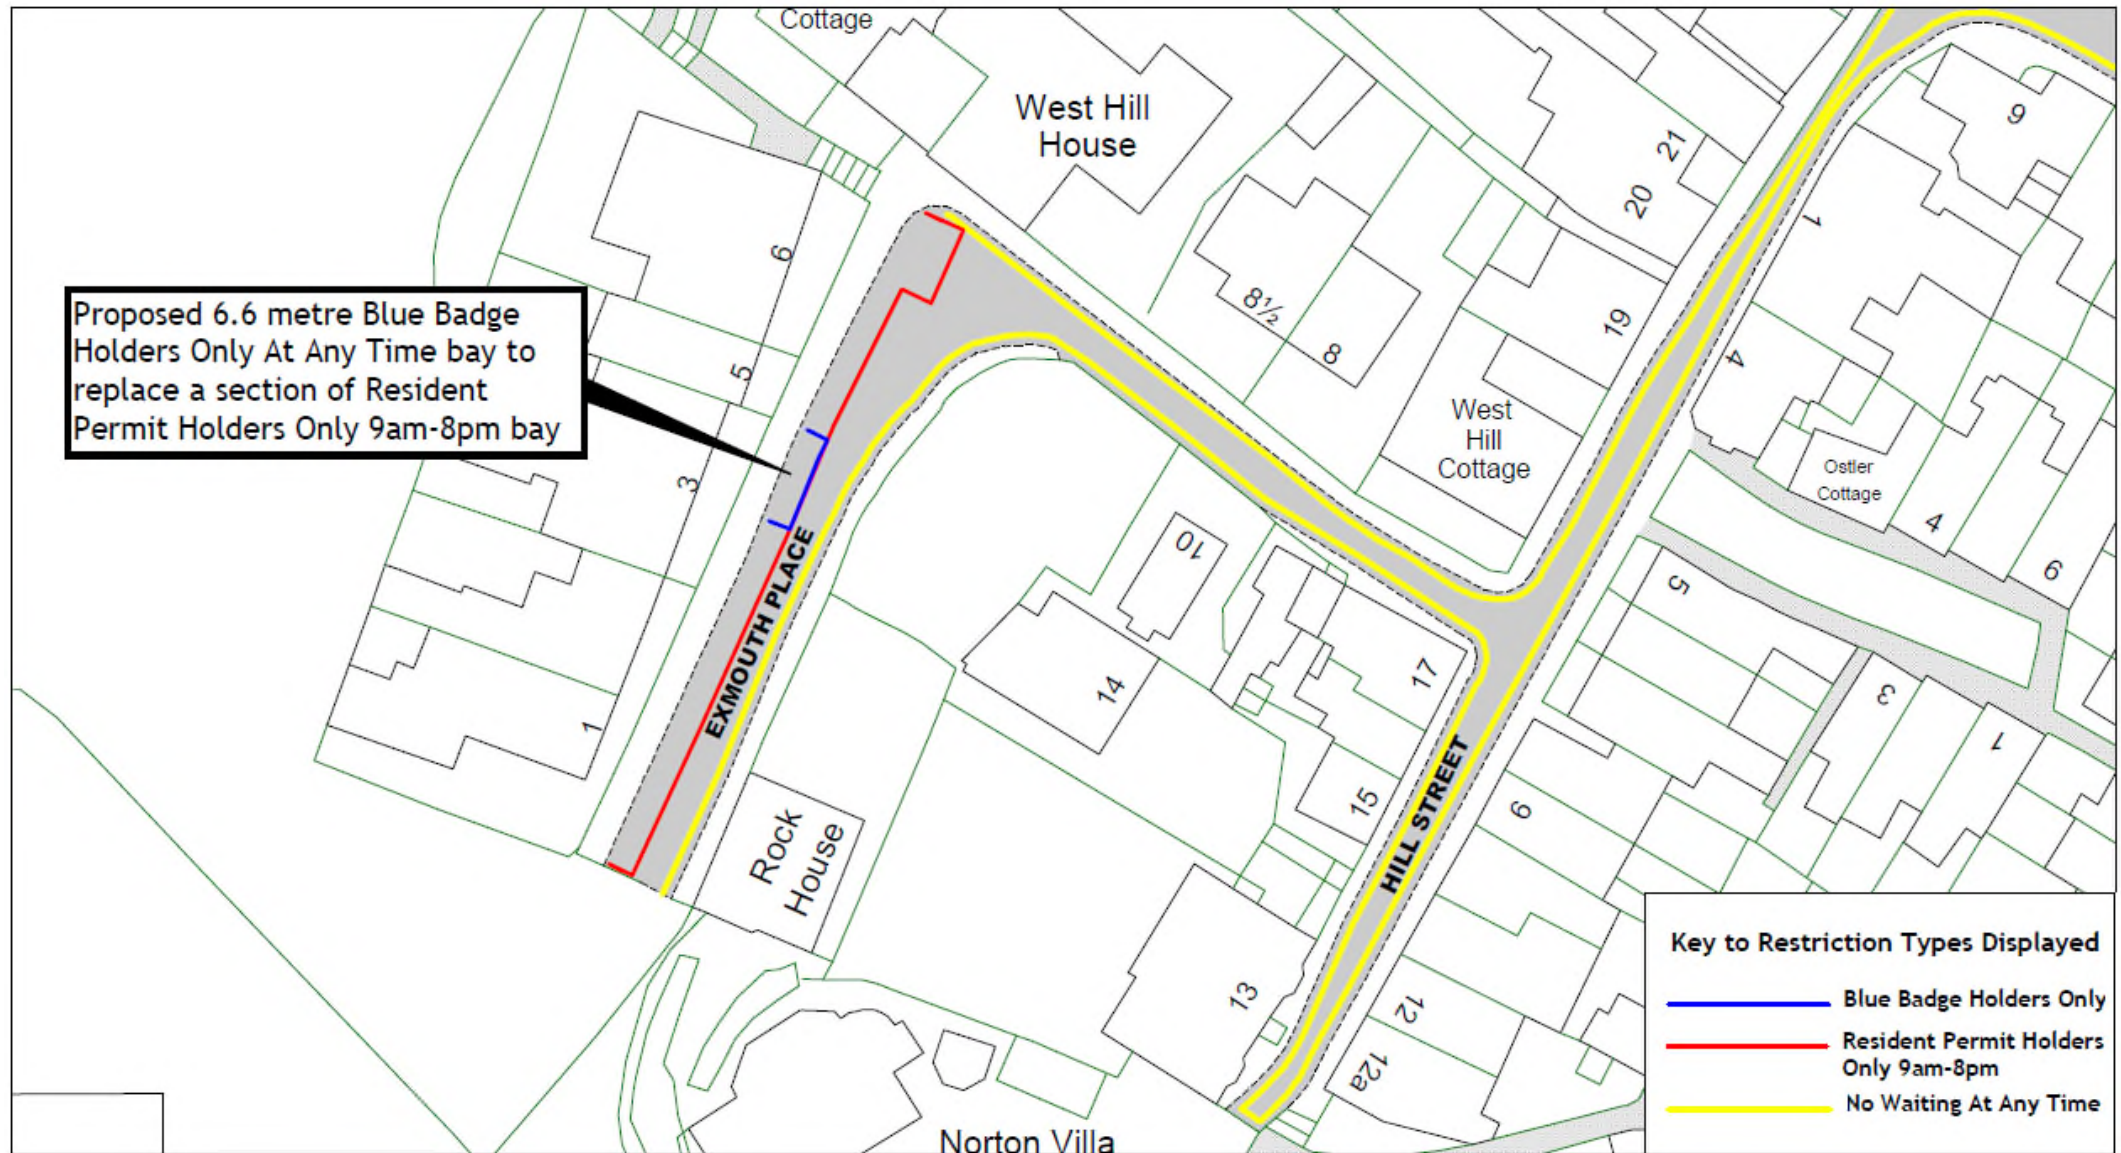 Cottage
West Hill
House
9
21
20
1
6
Proposed 6.6 metre Blue Badge
Holders Only At Any Time bay to
replace a section of Resident
Permit Holders Only 9am-8pm bay
8½
8
19
4
5
West
Hill
Cottage
Ostler
Cottage
3
4
9
10
5
EXMOUTH PLACE
14
17
3
1
1
15
9
HILL STREET
Rock
House
13
12
12a
Norton Villa
Key to Restriction Types Displayed
Blue Badge Holders Only
Resident Permit Holders
Only 9am-8pm
No Waiting At Any Time